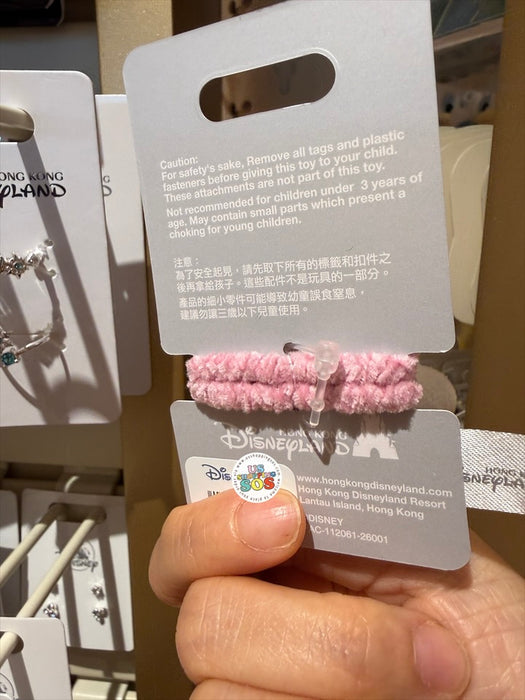 Caution:
For safety's sake, Remove all tags and plastic
fasteners before giving this toy to your child.
These attachments are not part of this toy.
Not recommended for children under 3 years of
age. May contain small parts which present a
choking for young children.
注意：
為了安全起見，請先取下所有的標籤和扣件之
後再拿給孩子。這些配件不是玩具的一部分。
產品的細小零件可能導致幼童誤食窒息，
建議勿讓三歲以下兒童使用。
HONG KONG
DISNEYLAND
www.hongkongdisneyland.com
Hong Kong Disneyland Resort
Lantau Island, Hong Kong
DISNEY
AC-112061-26001
Dis
SOS
ONG KONG
YLAND
HONG K